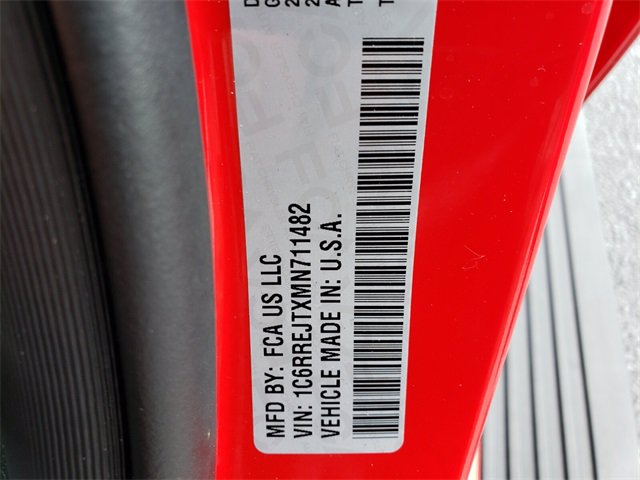 MFD BY: FCA US LLC
VIN: 1C6RREJTXMN711482
VEHICLE MADE IN: U.S.A.